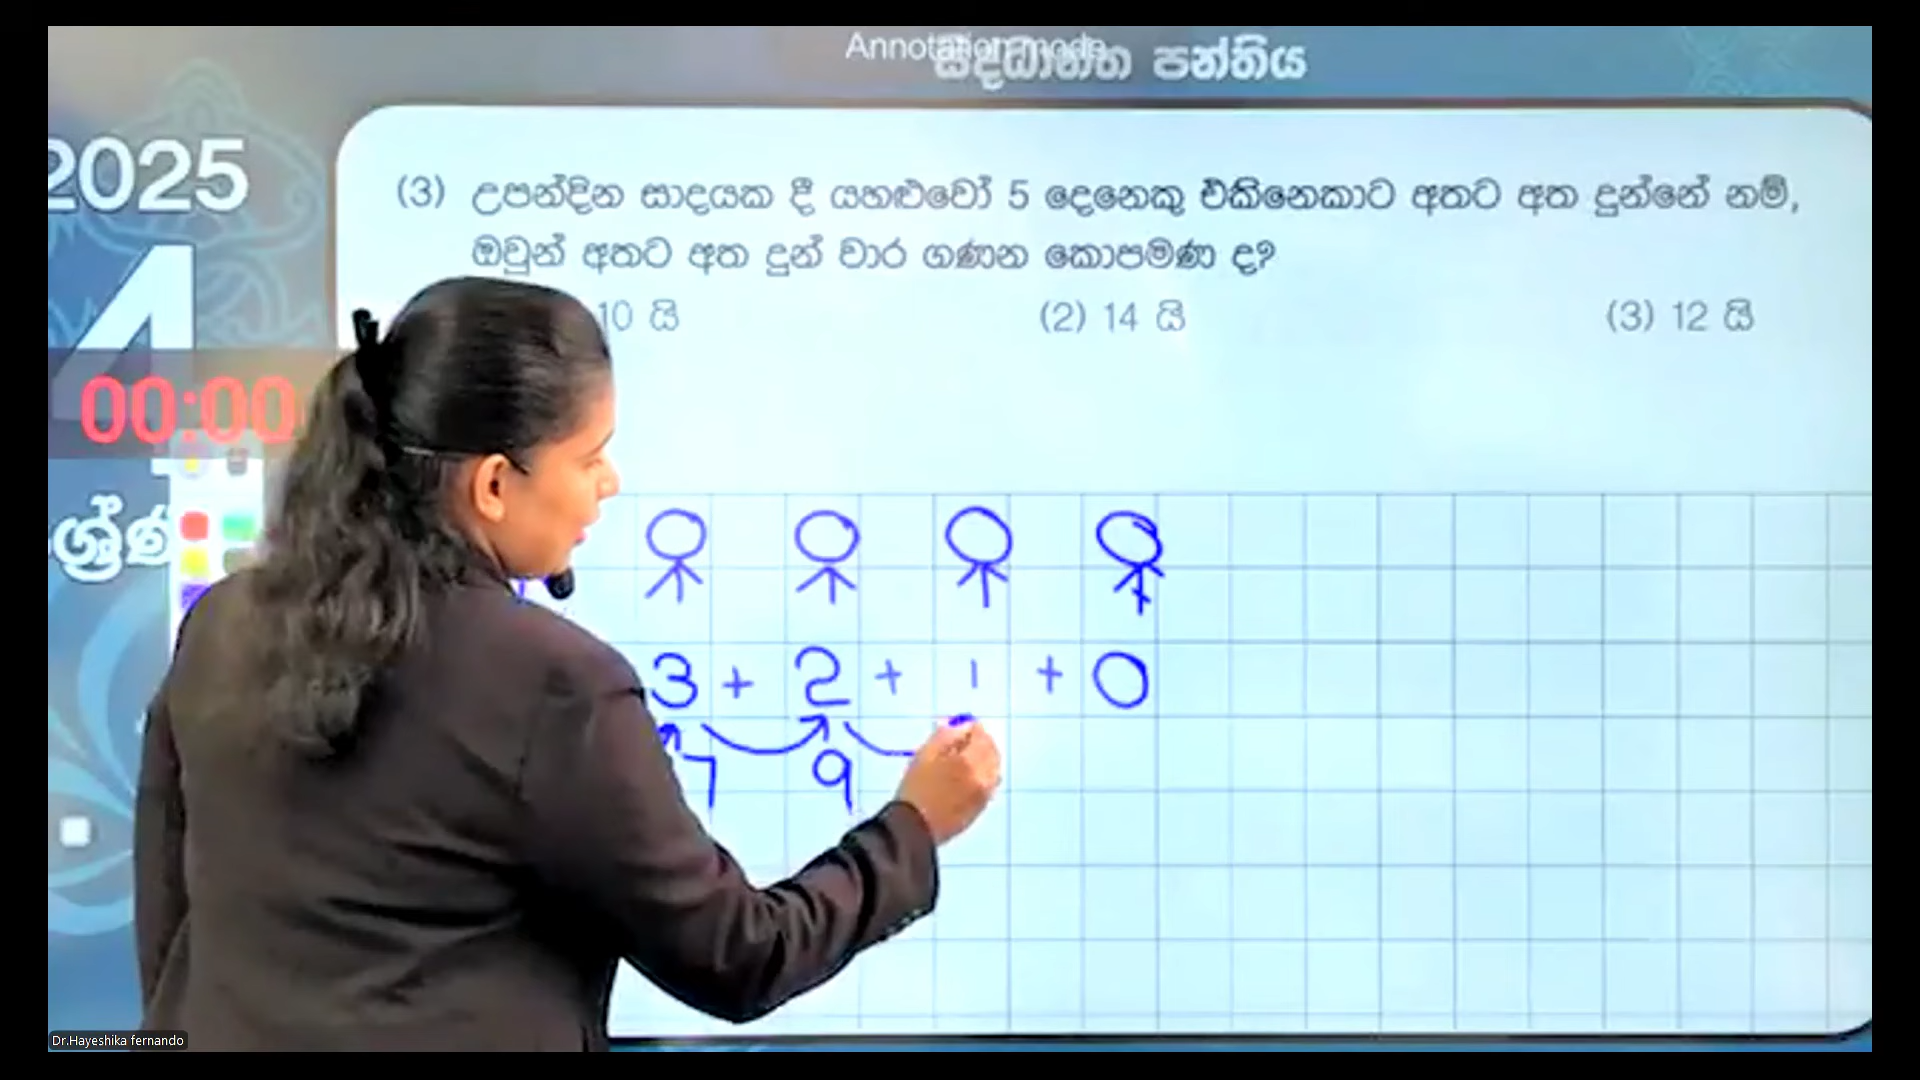 Annotation mode
සිද්ධාන්ත පන්තිය
2025
4
00:00
(3) උපන්දින සාදයක දී යහළුවෝ 5 දෙනෙකු එකිනෙකාට අතට අත දුන්නේ නම්,
ඔවුන් අතට අත දුන් වාර ගණන කොපමණ ද?
10 යි (2) 14 යි (3) 12 යි
3 + 2 + 1 + 0
7 9
Dr.Hayeshika fernando